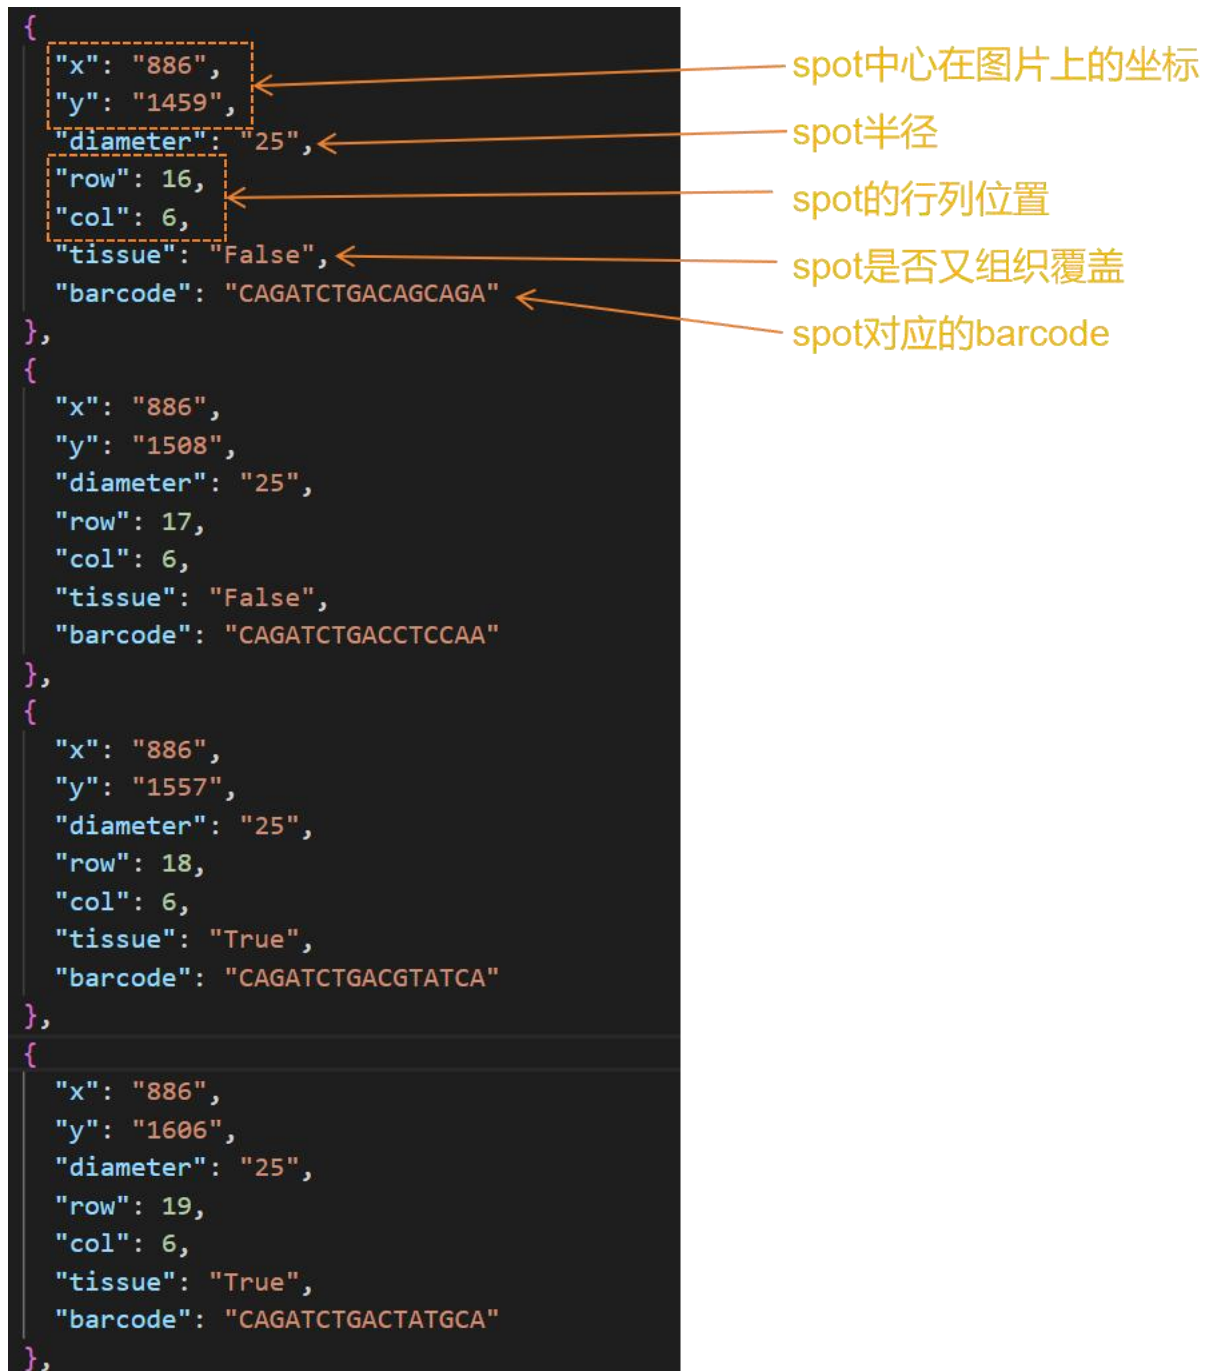 {
"x": "886",
"y": "1459",
"diameter": "25",
"row": 16,
"col": 6,
"tissue": "False",
"barcode": "CAGATCTGACAGCAGA"
},
spot中心在图片上的坐标
spot半径
spot的行列位置
spot是否又组织覆盖
spot对应的barcode
{
"x": "886",
"y": "1508",
"diameter": "25",
"row": 17,
"col": 6,
"tissue": "False",
"barcode": "CAGATCTGACCTCCAA"
},
{
"x": "886",
"y": "1557",
"diameter": "25",
"row": 18,
"col": 6,
"tissue": "True",
"barcode": "CAGATCTGACGTATCA"
},
{
"x": "886",
"y": "1606",
"diameter": "25",
"row": 19,
"col": 6,
"tissue": "True",
"barcode": "CAGATCTGACTATGCA"
},